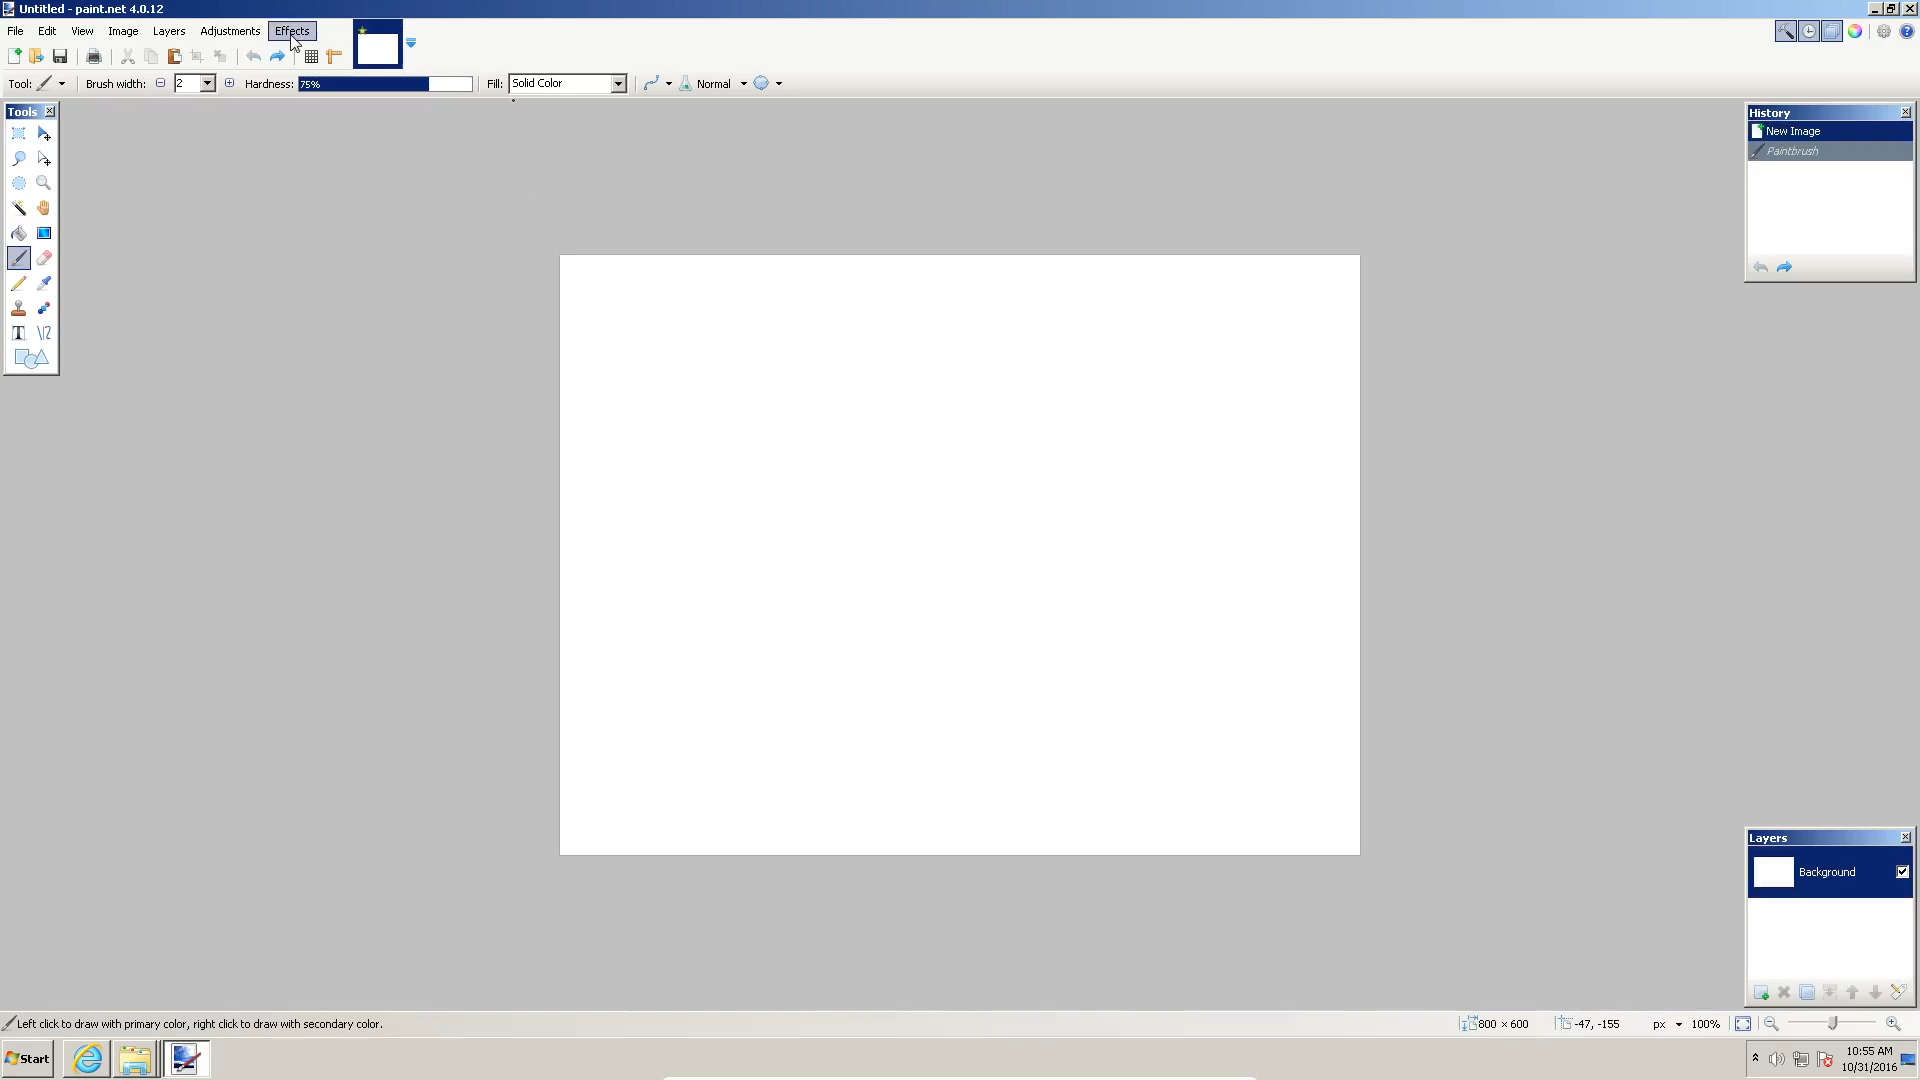 Untitled - paint.net 4.0.12
File Edit View Image Layers Adjustments Effects
Tool: Brush width: 2 Hardness: 75% Fill: Solid Color Normal
Tools
History
New Image
Paintbrush
Layers
Background
Left click to draw with primary color, right click to draw with secondary color.
800 × 600 -47, -155 px 100%
Start
10:55 AM
10/31/2016